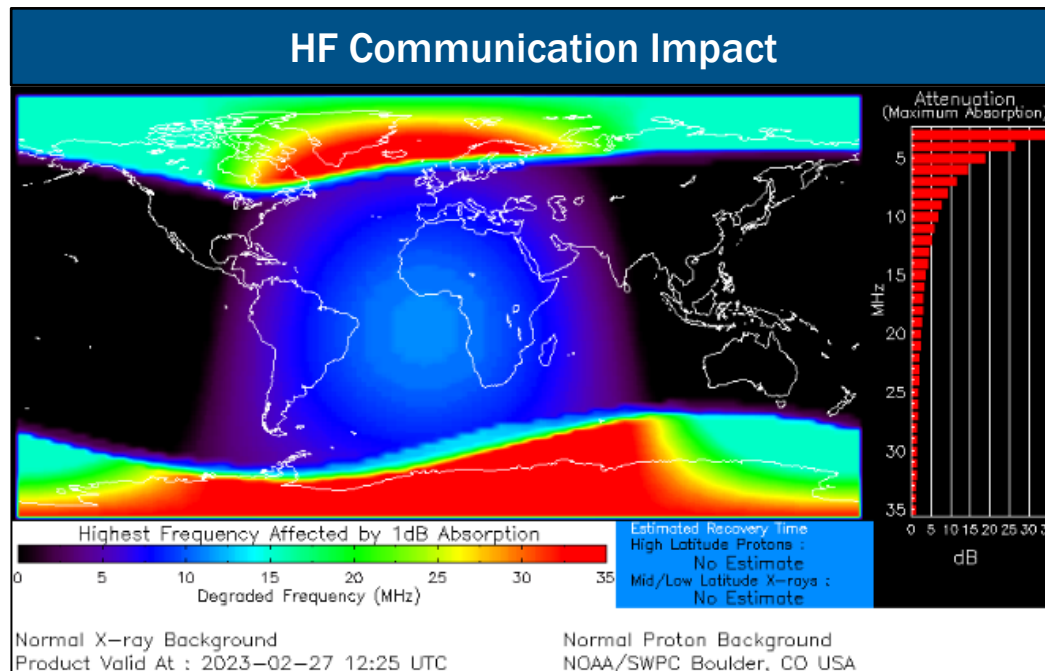 HF Communication Impact
Attenuation
(Maximum Absorption)
5
10
15
20
25
30
35
MHz
0 5 10 15 20 25 30
dB
Highest Frequency Affected by 1dB Absorption
0 5 10 15 20 25 30 35
Degraded Frequency (MHz)
Estimated Recovery Time
High Latitude Protons :
No Estimate
Mid/Low Latitude X-rays :
No Estimate
Normal X-ray Background
Normal Proton Background
Product Valid At : 2023-02-27 12:25 UTC
NOAA/SWPC Boulder, CO USA